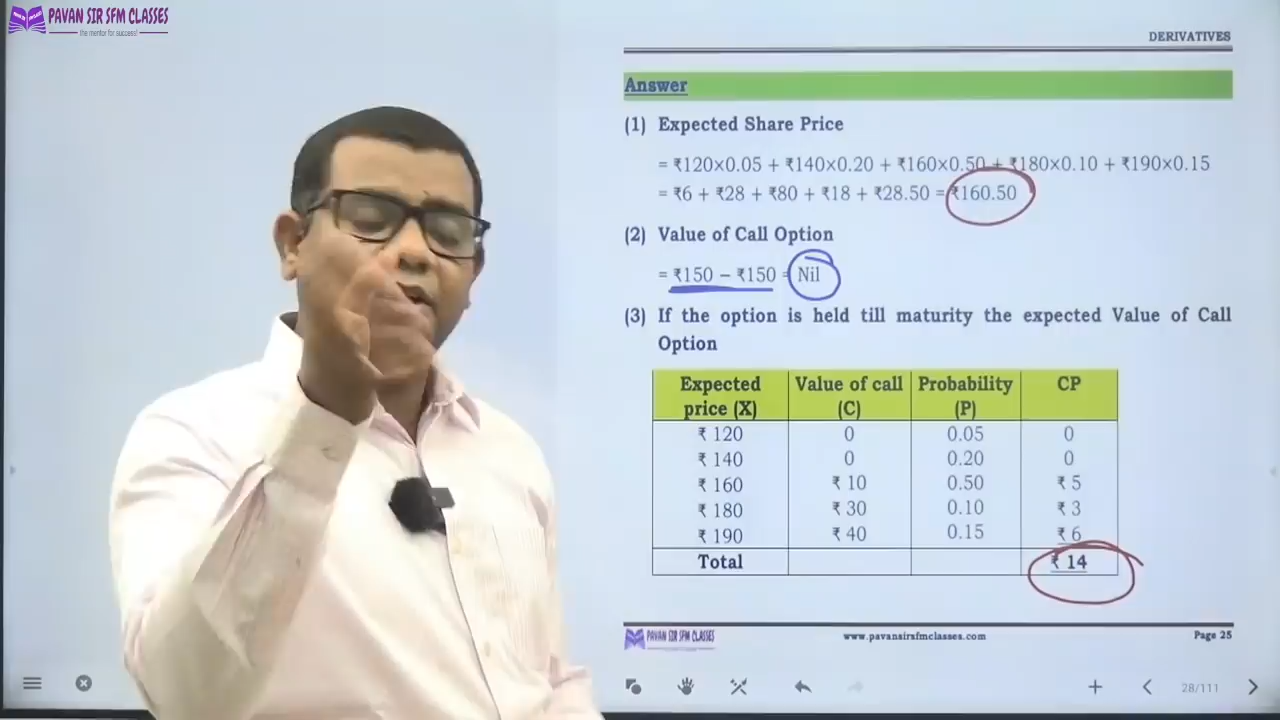 PAVAN SIR SFM CLASSES
the mentor for success!
DERIVATIVES
Answer
(1) Expected Share Price
= ₹120×0.05 + ₹140×0.20 + ₹160×0.50 + ₹180×0.10 + ₹190×0.15
= ₹6 + ₹28 + ₹80 + ₹18 + ₹28.50 = ₹160.50
(2) Value of Call Option
= ₹150 – ₹150 = Nil
(3) If the option is held till maturity the expected Value of Call
Option
Expected price (X) Value of call (C) Probability (P) CP
₹ 120 0 0.05 0
₹ 140 0 0.20 0
₹ 160 ₹ 10 0.50 ₹ 5
₹ 180 ₹ 30 0.10 ₹ 3
₹ 190 ₹ 40 0.15 ₹ 6
Total ₹ 14
PAVAN SIR SFM CLASSES www.pavansirsfmclasses.com Page 25
28/111